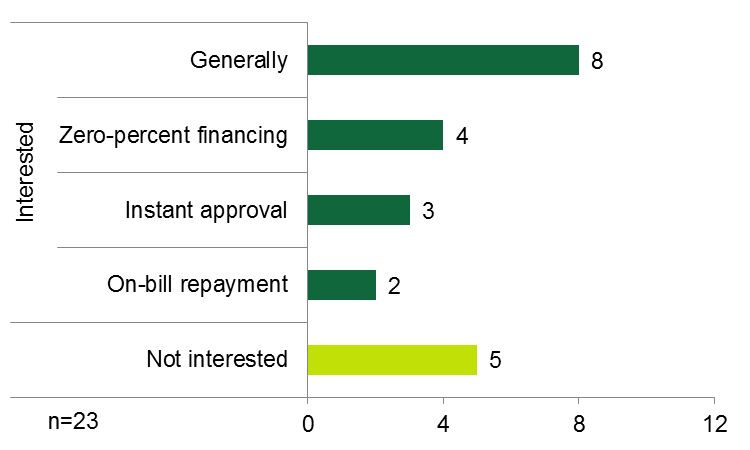 Interested
Generally 8
Zero-percent financing 4
Instant approval 3
On-bill repayment 2
Not interested 5
n=23
0 4 8 12